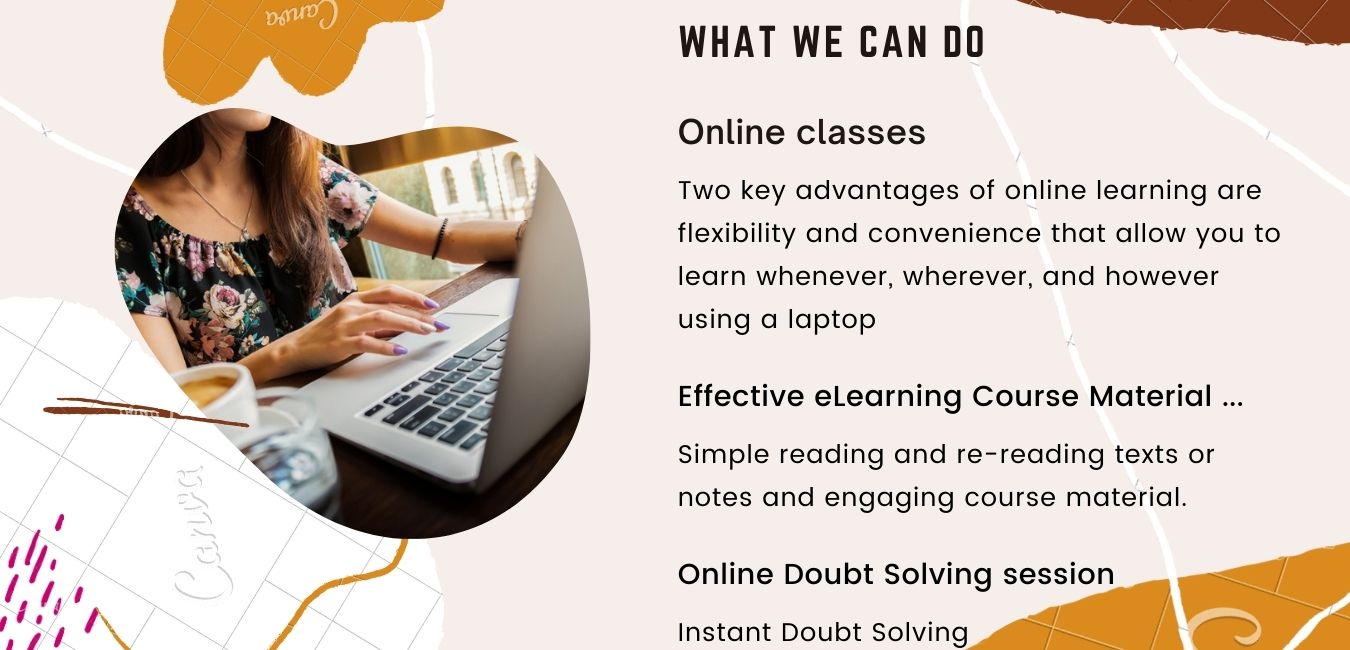 Canva
WHAT WE CAN DO
Online classes
Two key advantages of online learning are
flexibility and convenience that allow you to
learn whenever, wherever, and however
using a laptop
Effective eLearning Course Material ...
Simple reading and re-reading texts or
notes and engaging course material.
Canva
Online Doubt Solving session
Instant Doubt Solving